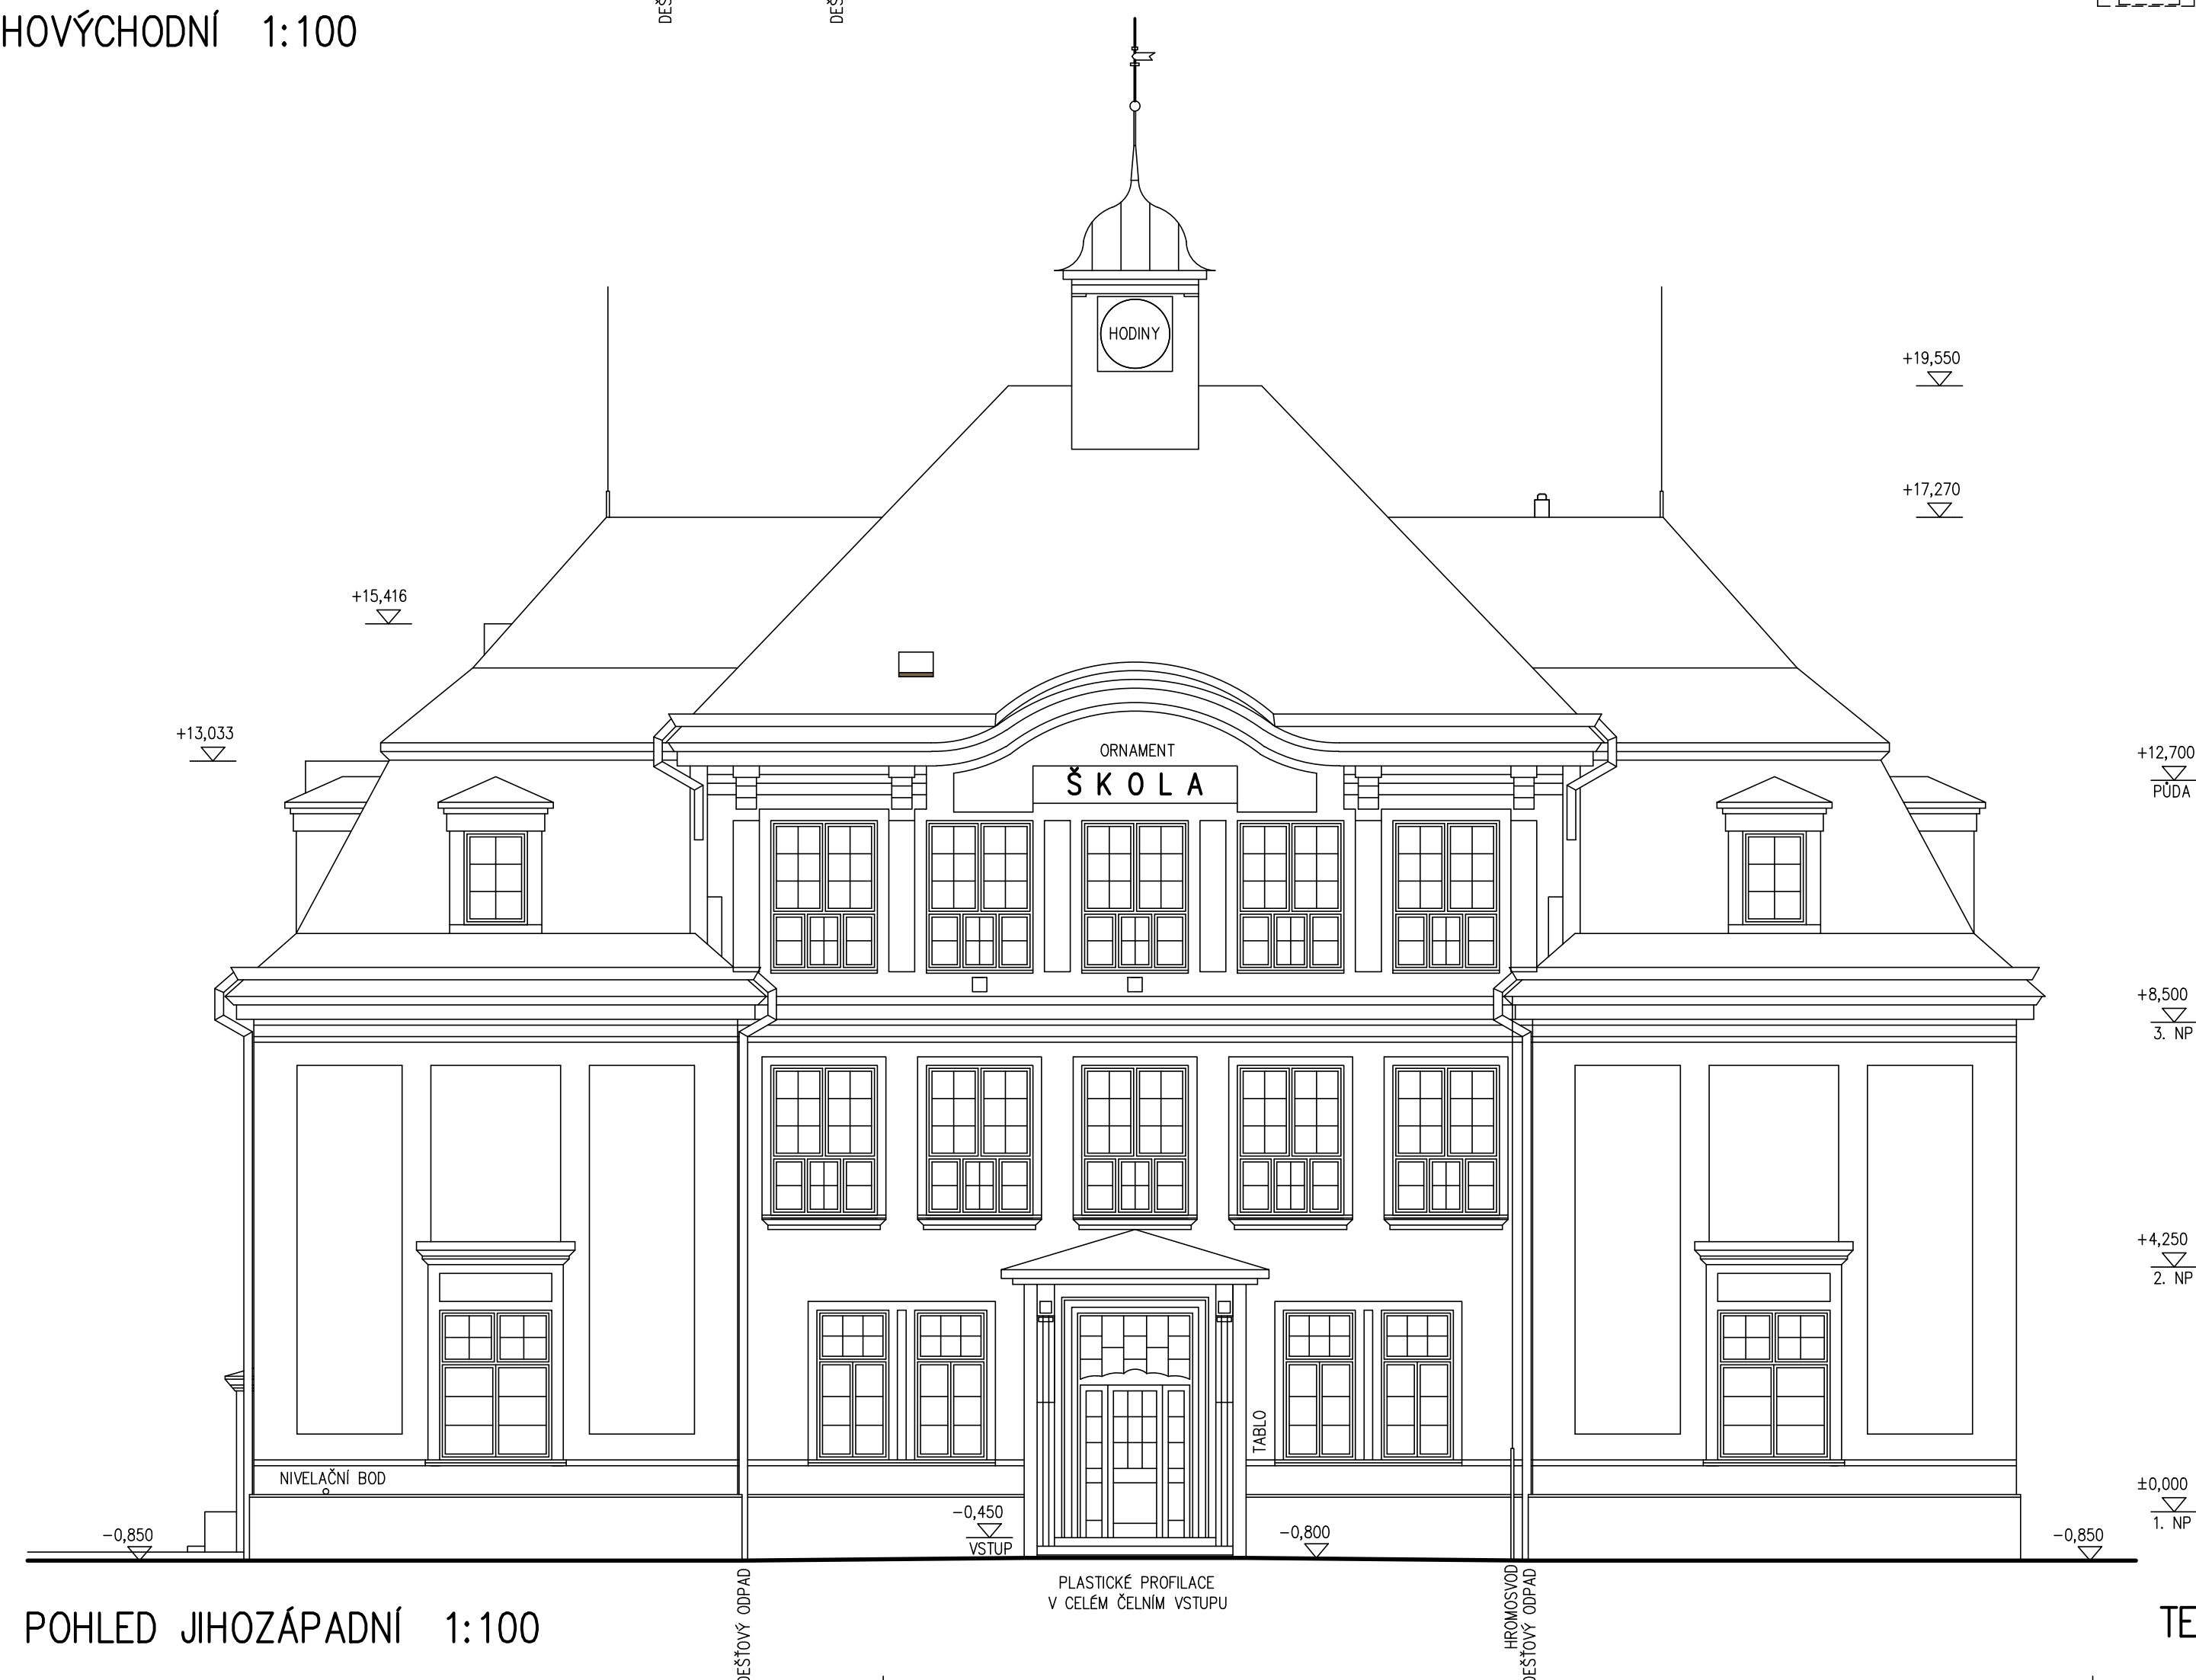 HOVÝCHODNÍ 1:100
HODINY
+19,550
+17,270
+15,416
+13,033
ORNAMENT
ŠKOLA
+12,700
PŮDA
+8,500
3. NP
+4,250
2. NP
TABLO
NIVELAČNÍ BOD
±0,000
1. NP
-0,450
VSTUP
-0,850
-0,800
-0,850
PLASTICKÉ PROFILACE
V CELÉM ČELNÍM VSTUPU
DEŠŤOVÝ ODPAD
HROMOSVOD
DEŠŤOVÝ ODPAD
POHLED JIHOZÁPADNÍ 1:100